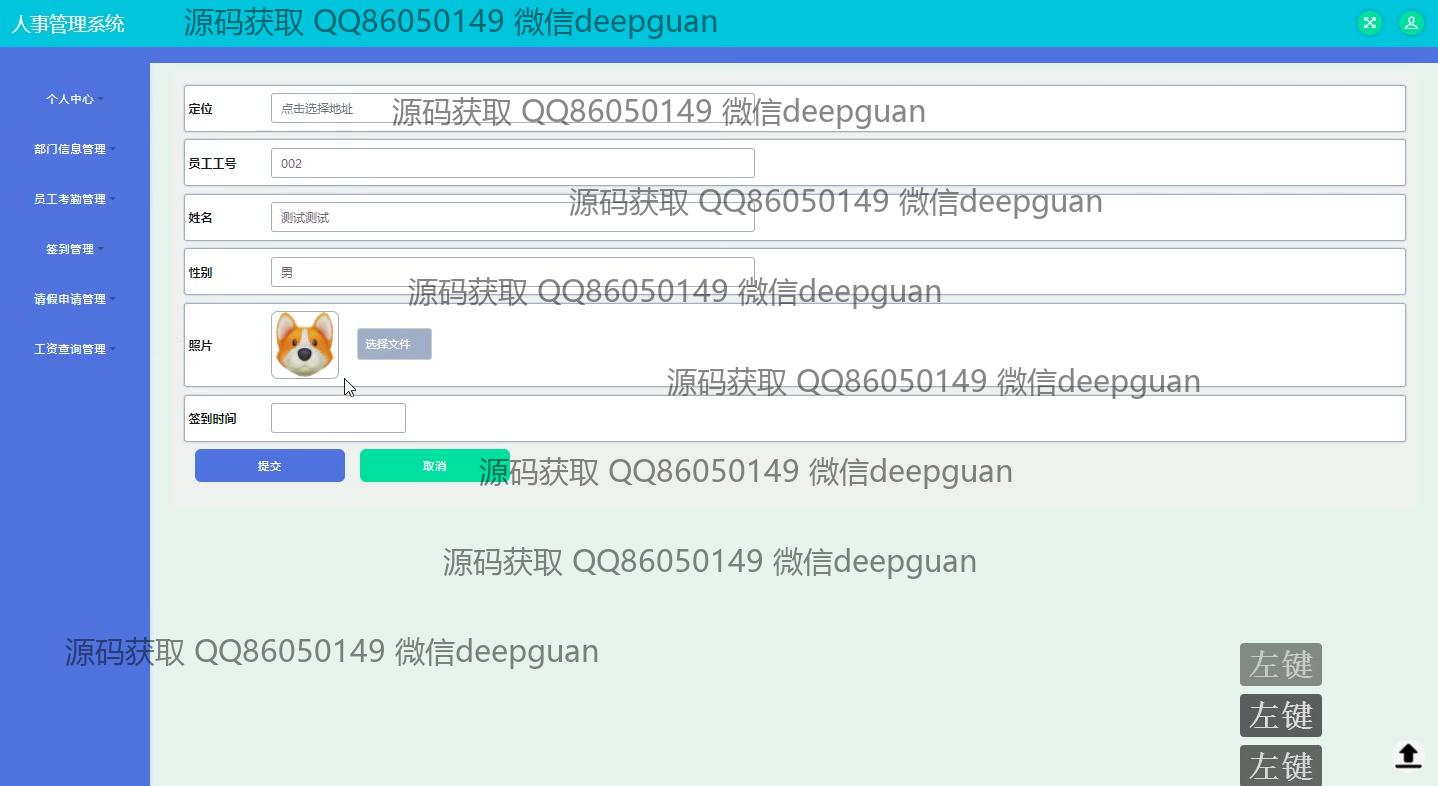 人事管理系统
源码获取 QQ86050149 微信deepguan
个人中心
部门信息管理
员工考勤管理
签到管理
请假申请管理
工资查询管理
定位 点击选择地址
源码获取 QQ86050149 微信deepguan
员工工号 002
源码获取 QQ86050149 微信deepguan
姓名 测试测试
性别 男
源码获取 QQ86050149 微信deepguan
照片 选择文件
源码获取 QQ86050149 微信deepguan
签到时间
提交 取消
源码获取 QQ86050149 微信deepguan
源码获取 QQ86050149 微信deepguan
源码获取 QQ86050149 微信deepguan
左键
左键
左键